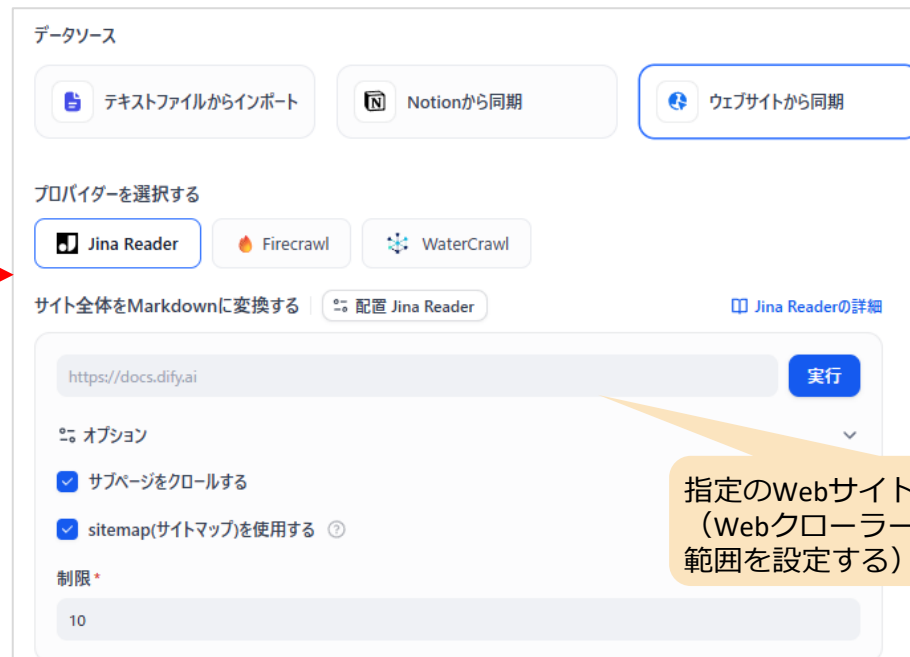 データソース
テキストファイルからインポート
Notionから同期
ウェブサイトから同期
プロバイダーを選択する
Jina Reader
Firecrawl
WaterCrawl
サイト全体をMarkdownに変換する
配置 Jina Reader
Jina Readerの詳細
https://docs.dify.ai
実行
オプション
サブページをクロールする
sitemap(サイトマップ)を使用する
制限*
10
指定のWebサイト
（Webクローラー
範囲を設定する）